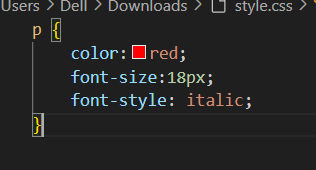 Users > Dell > Downloads > style.css
p {
color: red;
font-size:18px;
font-style: italic;
}